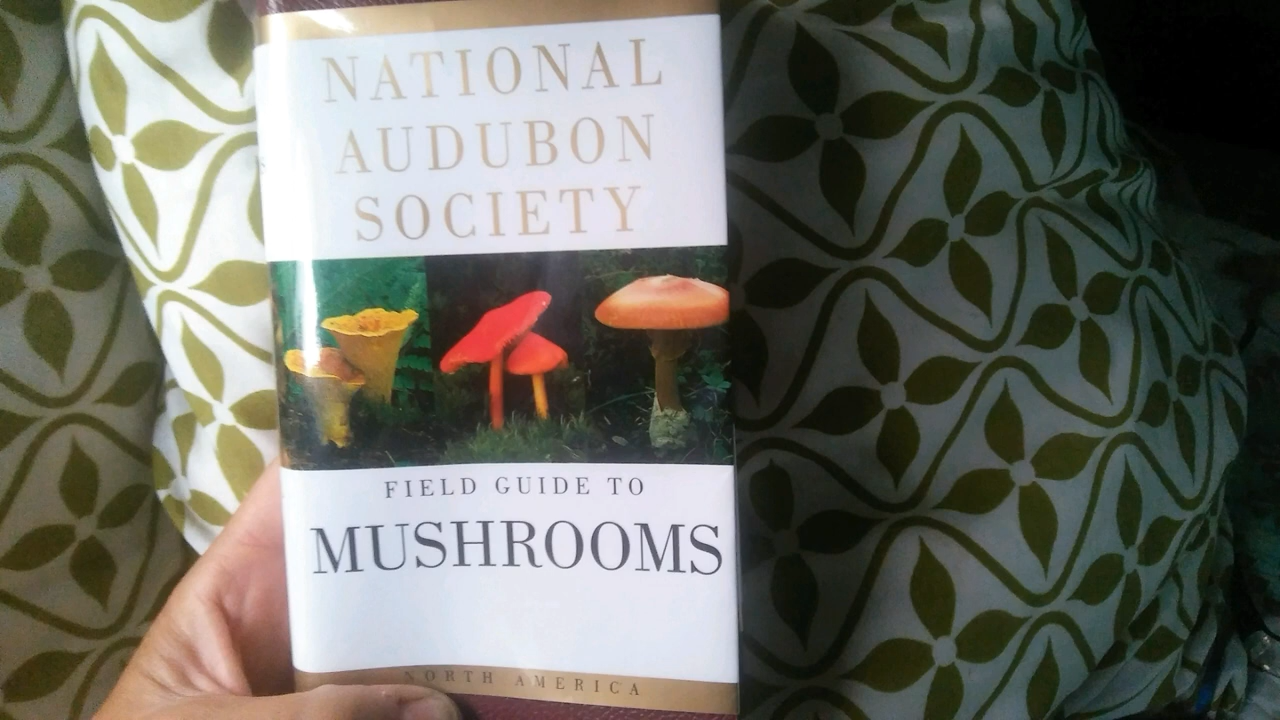 NATIONAL
AUDUBON
SOCIETY
FIELD GUIDE TO
MUSHROOMS
NORTH AMERICA